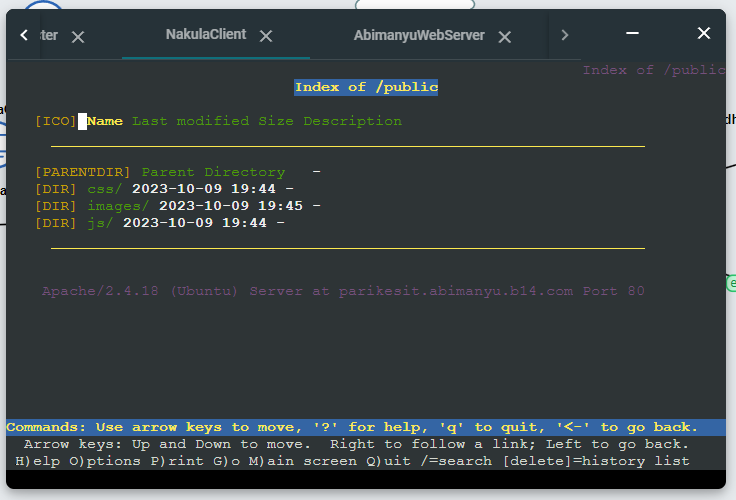 ter NakulaClient AbimanyuWebServer
Index of /public
Index of /public
[ICO] Name Last modified Size Description
[PARENTDIR] Parent Directory   -
[DIR] css/ 2023-10-09 19:44 -
[DIR] images/ 2023-10-09 19:45 -
[DIR] js/ 2023-10-09 19:44 -
Apache/2.4.18 (Ubuntu) Server at parikesit.abimanyu.b14.com Port 80
Commands: Use arrow keys to move, '?' for help, 'q' to quit, '<-' to go back.
Arrow keys: Up and Down to move.  Right to follow a link; Left to go back.
H)elp O)ptions P)rint G)o M)ain screen Q)uit /=search [delete]=history list